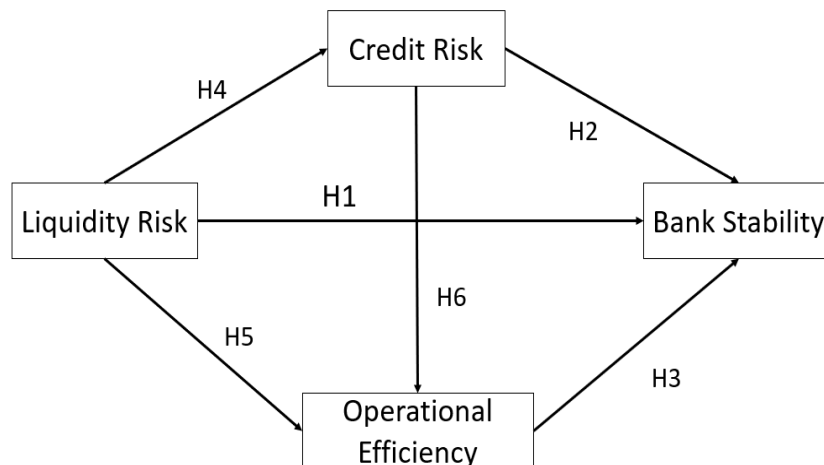 Credit Risk
H4
H2
Liquidity Risk
H1
Bank Stability
H6
H5
H3
Operational
Efficiency